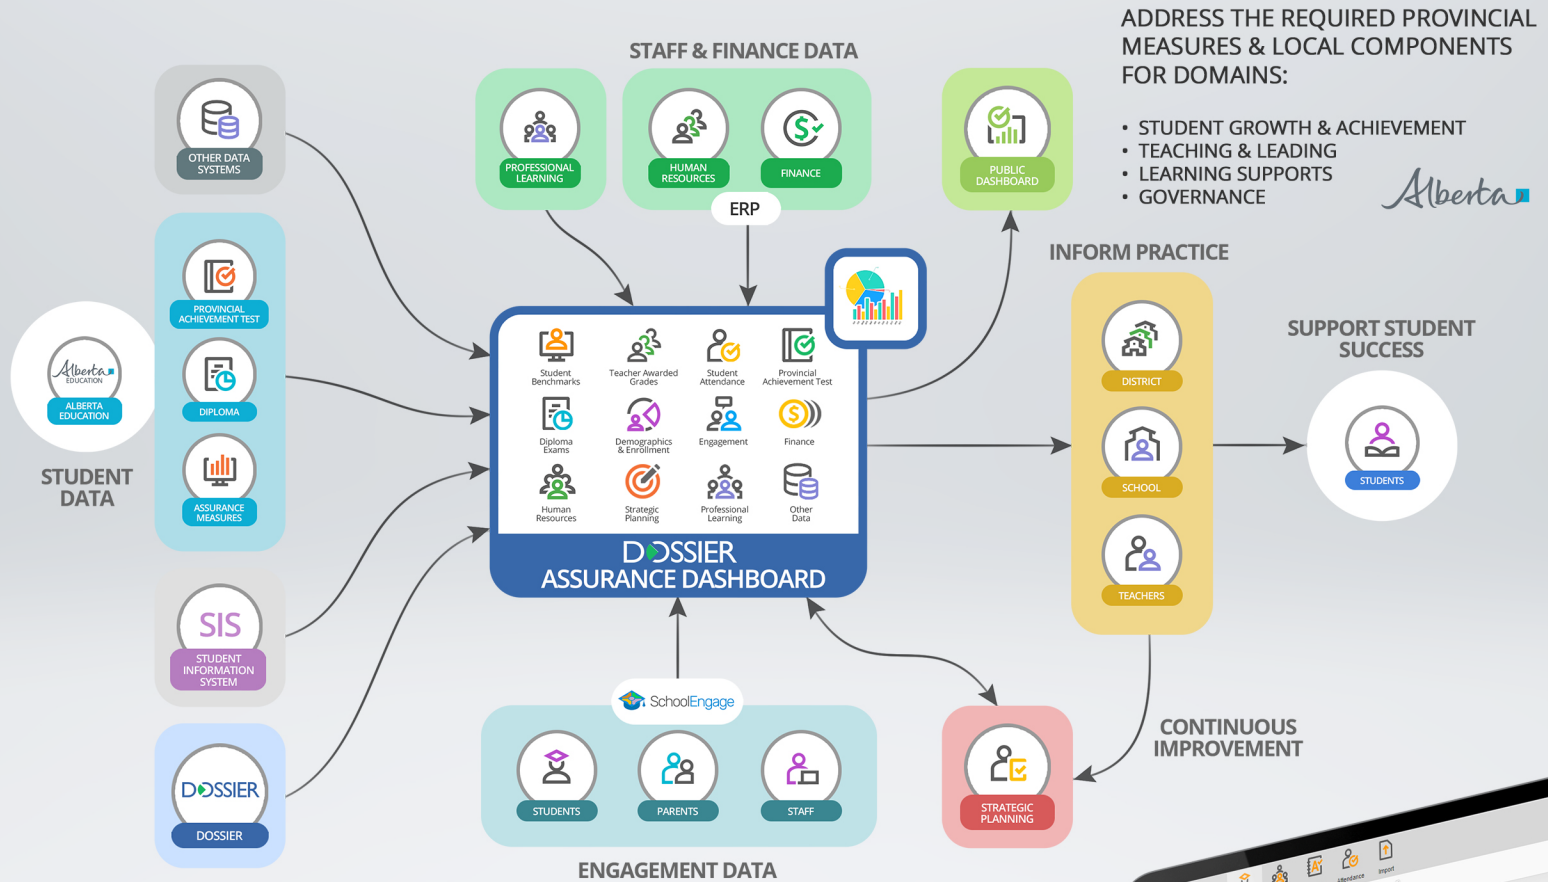 ADDRESS THE REQUIRED PROVINCIAL
MEASURES & LOCAL COMPONENTS
FOR DOMAINS:
• STUDENT GROWTH & ACHIEVEMENT
• TEACHING & LEADING
• LEARNING SUPPORTS
• GOVERNANCE
Alberta
STAFF & FINANCE DATA
OTHER DATA
SYSTEMS
PROFESSIONAL
LEARNING
HUMAN
RESOURCES
FINANCE
ERP
PUBLIC
DASHBOARD
PROVINCIAL
ACHIEVEMENT TEST
DIPLOMA
ASSURANCE
MEASURES
Alberta
EDUCATION
ALBERTA
EDUCATION
STUDENT
DATA
SIS
STUDENT
INFORMATION
SYSTEM
DOSSIER
DOSSIER
Student
Benchmarks
Teacher Awarded
Grades
Student
Attendance
Provincial
Achievement Test
Diploma
Exams
Demographics
& Enrollment
Engagement
Finance
Human
Resources
Strategic
Planning
Professional
Learning
Other
Data
DOSSIER
ASSURANCE DASHBOARD
SchoolEngage
STUDENTS
PARENTS
STAFF
ENGAGEMENT DATA
INFORM PRACTICE
DISTRICT
SCHOOL
TEACHERS
SUPPORT STUDENT
SUCCESS
STUDENTS
CONTINUOUS
IMPROVEMENT
STRATEGIC
PLANNING
Attendance
Import